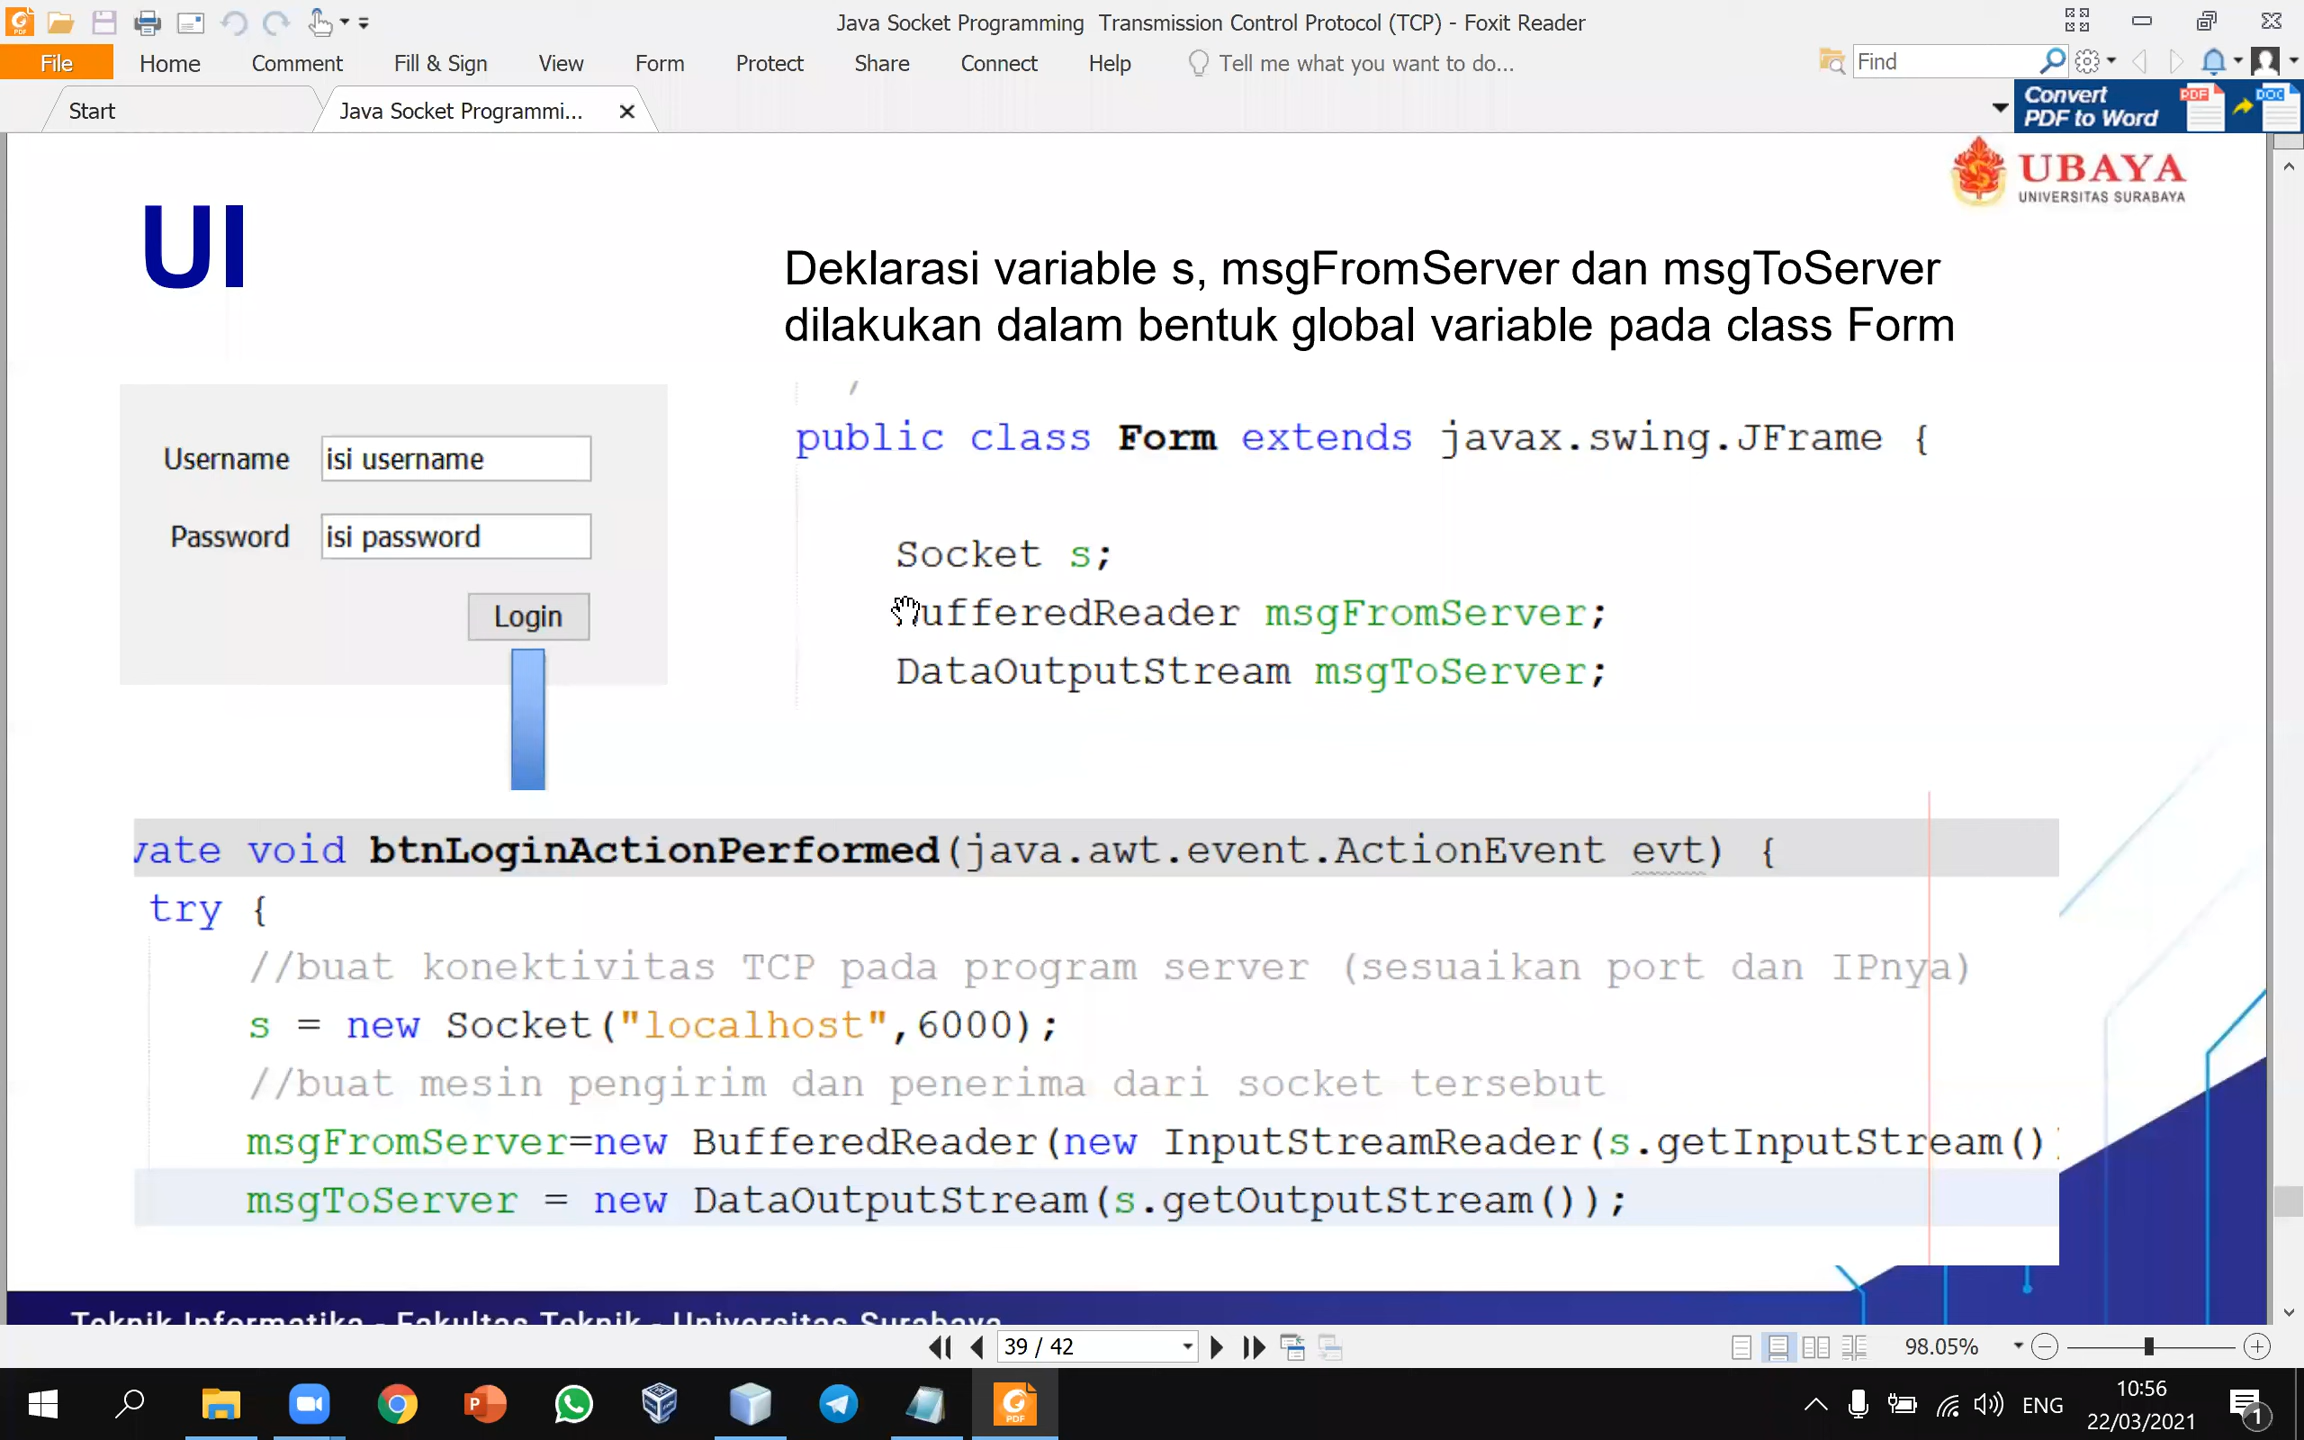 Java Socket Programming Transmission Control Protocol (TCP) - Foxit Reader
File Home Comment Fill & Sign View Form Protect Share Connect Help Tell me what you want to do... Find
Start Java Socket Programmi... Convert
PDF to Word PDF DOC
UBAYA
UNIVERSITAS SURABAYA
UI
Deklarasi variable s, msgFromServer dan msgToServer
dilakukan dalam bentuk global variable pada class Form
public class Form extends javax.swing.JFrame {
Username isi username
Password isi password
Login
Socket s;
ufferedReader msgFromServer;
DataOutputStream msgToServer;
vate void btnLoginActionPerformed(java.awt.event.ActionEvent evt) {
try {
//buat konektivitas TCP pada program server (sesuaikan port dan IPnya)
s = new Socket("localhost",6000);
//buat mesin pengirim dan penerima dari socket tersebut
msgFromServer=new BufferedReader(new InputStreamReader(s.getInputStream()
msgToServer = new DataOutputStream(s.getOutputStream());
Teknik Informatika - Fakultas Teknik - Universitas Surabaya
39 / 42 98.05%
ENG 10:56
22/03/2021 1